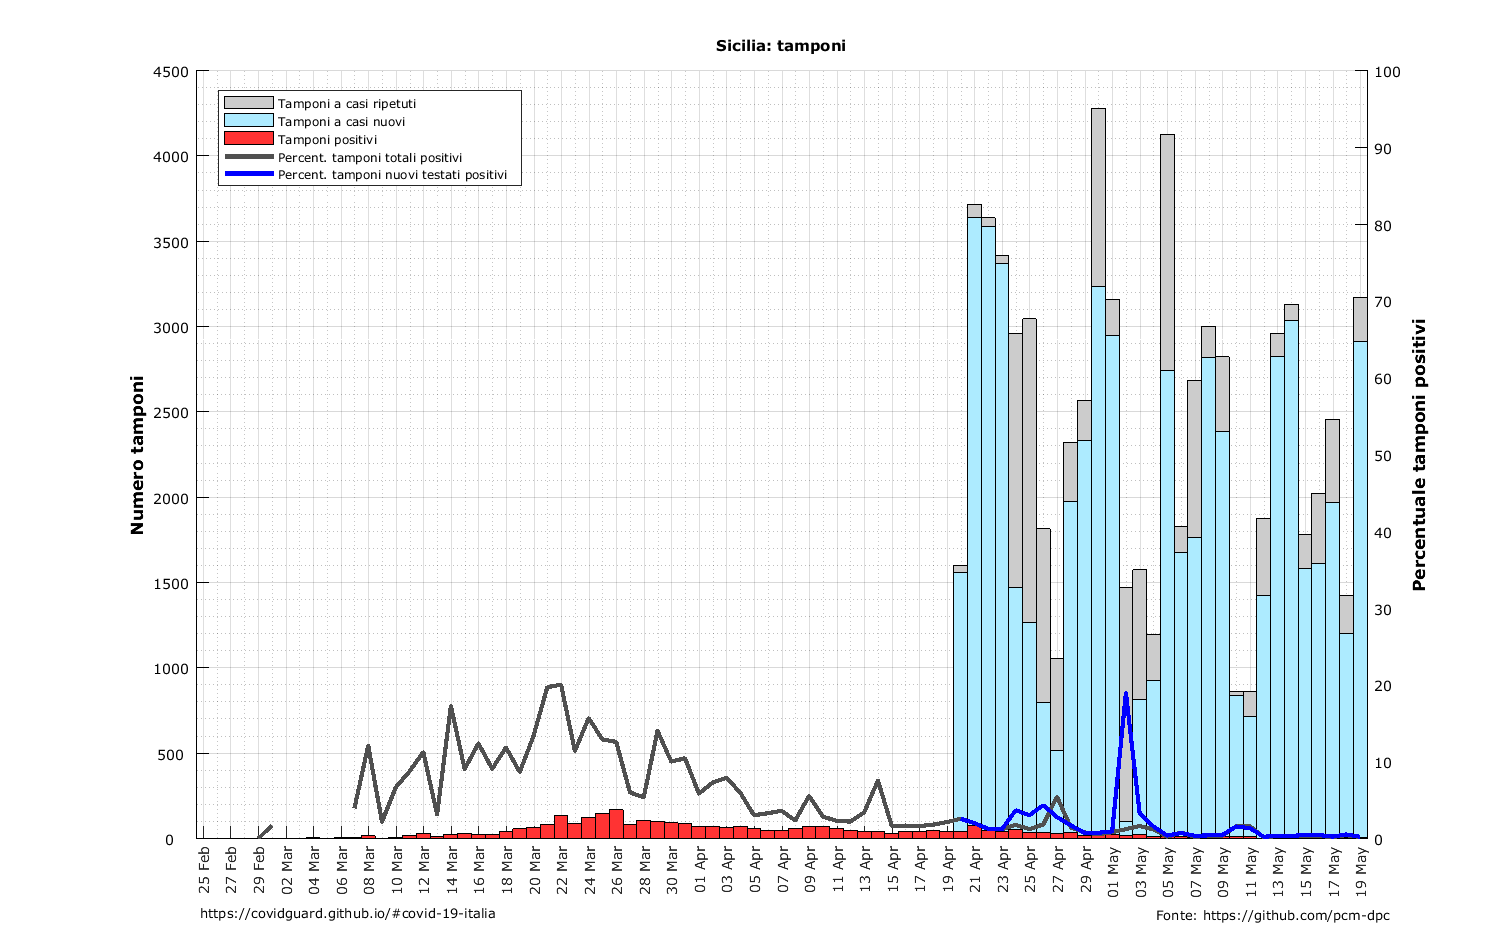 Sicilia: tamponi
Tamponi a casi ripetuti
Tamponi a casi nuovi
Tamponi positivi
Percent. tamponi totali positivi
Percent. tamponi nuovi testati positivi
Numero tamponi
4500
4000
3500
3000
2500
2000
1500
1000
500
0
100
90
80
70
60
50
40
30
20
10
0
Percentuale tamponi positivi
25 Feb
27 Feb
29 Feb
02 Mar
04 Mar
06 Mar
08 Mar
10 Mar
12 Mar
14 Mar
16 Mar
18 Mar
20 Mar
22 Mar
24 Mar
26 Mar
28 Mar
30 Mar
01 Apr
03 Apr
05 Apr
07 Apr
09 Apr
11 Apr
13 Apr
15 Apr
17 Apr
19 Apr
21 Apr
23 Apr
25 Apr
27 Apr
29 Apr
01 May
03 May
05 May
07 May
09 May
11 May
13 May
15 May
17 May
19 May
https://covidguard.github.io/#covid-19-italia
Fonte: https://github.com/pcm-dpc